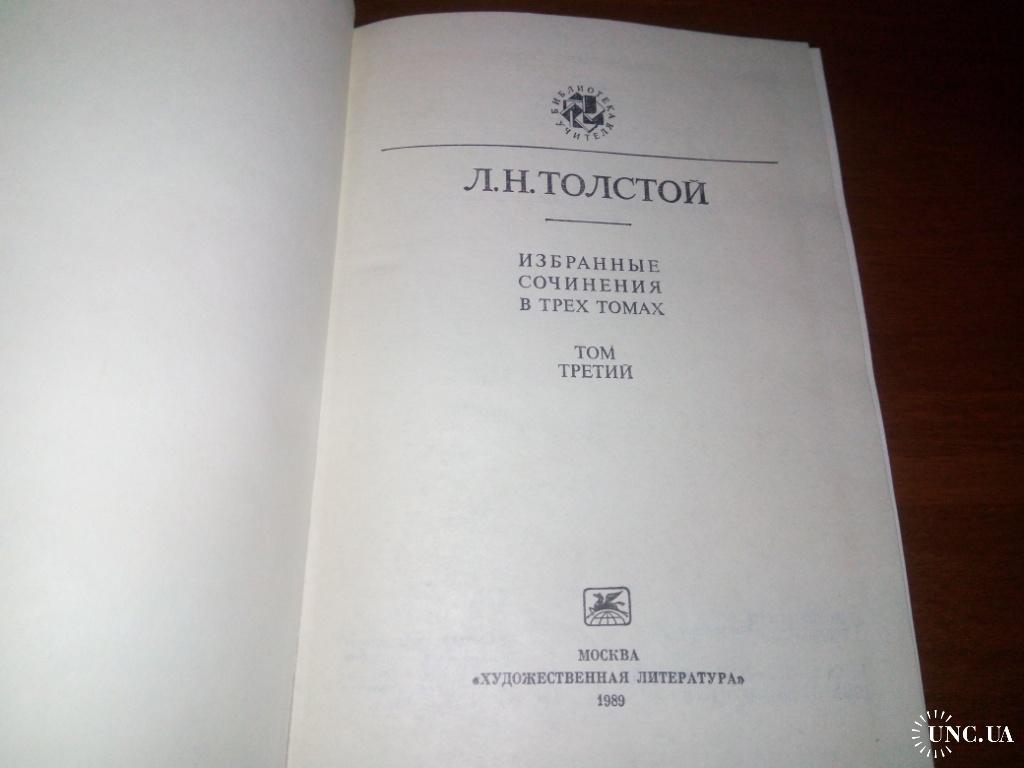 БИБЛИОТЕКА УЧИТЕЛЯ
Л.Н.ТОЛСТОЙ
ИЗБРАННЫЕ
СОЧИНЕНИЯ
В ТРЕХ ТОМАХ
ТОМ
ТРЕТИЙ
МОСКВА
«ХУДОЖЕСТВЕННАЯ ЛИТЕРАТУРА»
1989
UNC.UA